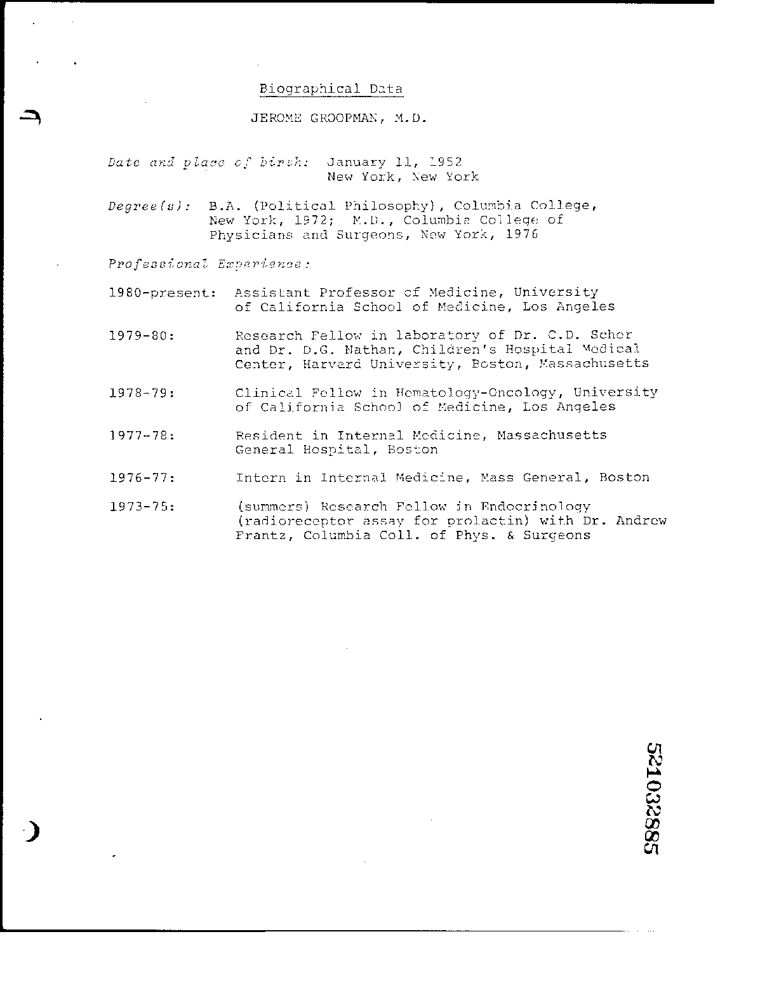 Biographical Data
JEROME GROOPMAN, M.D.
Date and place of birth: January 11, 1952
New York, New York
Degree(s): B.A. (Political Philosophy), Columbia College,
New York, 1972; M.D., Columbia College of
Physicians and Surgeons, New York, 1976
Professional Experience:
1980-present: Assistant Professor of Medicine, University
of California School of Medicine, Los Angeles
1979-80: Research Fellow in laboratory of Dr. C.D. Scher
and Dr. D.G. Nathan, Children's Hospital Medical
Center, Harvard University, Boston, Massachusetts
1978-79: Clinical Fellow in Hematology-Oncology, University
of California School of Medicine, Los Angeles
1977-78: Resident in Internal Medicine, Massachusetts
General Hospital, Boston
1976-77: Intern in Internal Medicine, Mass General, Boston
1973-75: (summers) Research Fellow in Endocrinology
(radioreceptor assay for prolactin) with Dr. Andrew
Frantz, Columbia Coll. of Phys. & Surgeons
521032885